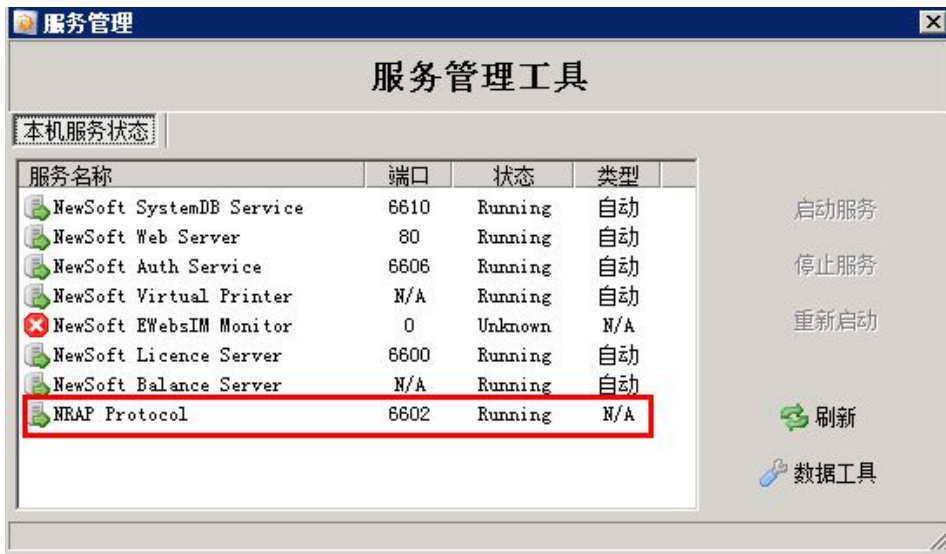 服务管理
服务管理工具
本机服务状态
服务名称 端口 状态 类型
NewSoft SystemDB Service 6610 Running 自动
NewSoft Web Server 80 Running 自动
NewSoft Auth Service 6606 Running 自动
NewSoft Virtual Printer N/A Running 自动
NewSoft EWebsIM Monitor 0 Unknown N/A
NewSoft Licence Server 6600 Running 自动
NewSoft Balance Server N/A Running 自动
NRAP Protocol 6602 Running N/A
启动服务
停止服务
重新启动
刷新
数据工具